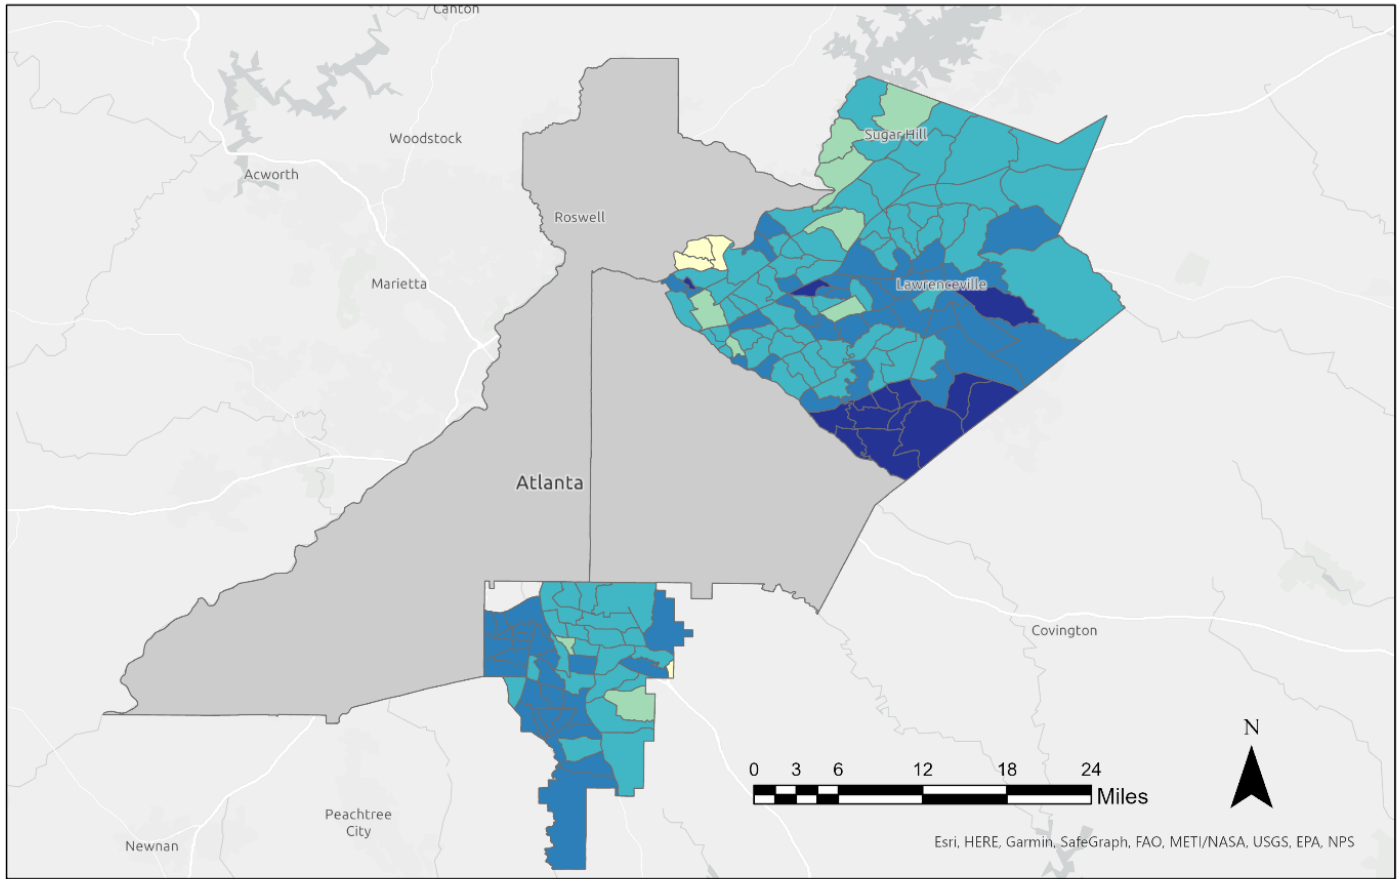 Canton
Woodstock
Acworth
Sugar Hill
Roswell
Marietta
Lawrenceville
Atlanta
Covington
N
0 3 6 12 18 24
Miles
Peachtree
City
Newnan
Esri, HERE, Garmin, SafeGraph, FAO, METI/NASA, USGS, EPA, NPS